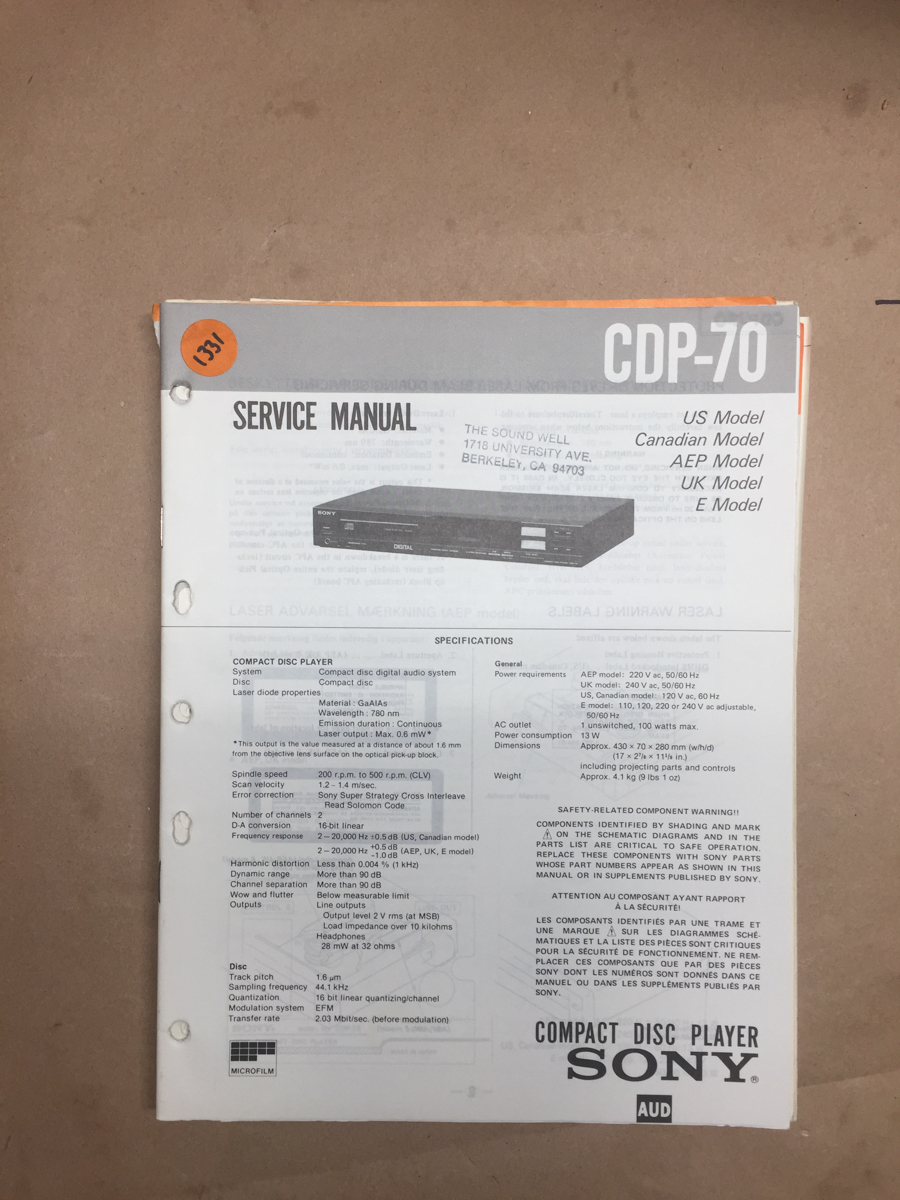 1331
CDP-70
SERVICE MANUAL
US Model
Canadian Model
AEP Model
UK Model
E Model
THE SOUND WELL
1718 UNIVERSITY AVE.
BERKELEY, CA 94703
SONY
DIGITAL
SPECIFICATIONS
COMPACT DISC PLAYER
System Compact disc digital audio system
Disc Compact disc
Laser diode properties
Material : GaAlAs
Wavelength : 780 nm
Emission duration : Continuous
Laser output : Max. 0.6 mW*
*This output is the value measured at a distance of about 1.6 mm
from the objective lens surface on the optical pick-up block.
Spindle speed 200 r.p.m. to 500 r.p.m. (CLV)
Scan velocity 1.2 - 1.4 m/sec.
Error correction Sony Super Strategy Cross Interleave
Read Solomon Code
Number of channels 2
D-A conversion 16-bit linear
Frequency response 2 – 20,000 Hz ±0.5 dB (US, Canadian model)
2 – 20,000 Hz +0.5 dB -1.0 dB (AEP, UK, E model)
Harmonic distortion Less than 0.004 % (1 kHz)
Dynamic range More than 90 dB
Channel separation More than 90 dB
Wow and flutter Below measurable limit
Outputs Line outputs
Output level 2 V rms (at MSB)
Load impedance over 10 kilohms
Headphones
28 mW at 32 ohms
Disc
Track pitch 1.6 μm
Sampling frequency 44.1 kHz
Quantization 16 bit linear quantizing/channel
Modulation system EFM
Transfer rate 2.03 Mbit/sec. (before modulation)
MICROFILM
General
Power requirements AEP model: 220 V ac, 50/60 Hz
UK model: 240 V ac, 50/60 Hz
US, Canadian model: 120 V ac, 60 Hz
E model: 110, 120, 220 or 240 V ac adjustable,
50/60 Hz
AC outlet 1 unswitched, 100 watts max.
Power consumption 13 W
Dimensions Approx. 430 × 70 × 280 mm (w/h/d)
(17 × 2 7/8 × 11 1/8 in.)
including projecting parts and controls
Weight Approx. 4.1 kg (9 lbs 1 oz)
SAFETY-RELATED COMPONENT WARNING!!
COMPONENTS IDENTIFIED BY SHADING AND MARK
⚠ ON THE SCHEMATIC DIAGRAMS AND IN THE
PARTS LIST ARE CRITICAL TO SAFE OPERATION.
REPLACE THESE COMPONENTS WITH SONY PARTS
WHOSE PART NUMBERS APPEAR AS SHOWN IN THIS
MANUAL OR IN SUPPLEMENTS PUBLISHED BY SONY.
ATTENTION AU COMPOSANT AYANT RAPPORT
À LA SÉCURITÉ!
LES COMPOSANTS IDENTIFIÉS PAR UNE TRAME ET
UNE MARQUE ⚠ SUR LES DIAGRAMMES SCHÉ-
MATIQUES ET LA LISTE DES PIÈCES SONT CRITIQUES
POUR LA SÉCURITÉ DE FONCTIONNEMENT. NE REM-
PLACER CES COMPOSANTS QUE PAR DES PIÈCES
SONY DONT LES NUMÉROS SONT DONNÉS DANS CE
MANUEL OU DANS LES SUPPLÉMENTS PUBLIÉS PAR
SONY.
COMPACT DISC PLAYER
SONY®
AUD